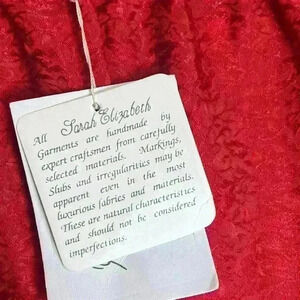 Sarah Elizabeth
All Garments are handmade by
expert craftsmen from carefully
selected materials. Markings,
Slubs and irregularities may be
apparent even in the most
luxurious fabrics and materials.
These are natural characteristics
and should not be considered
imperfections.